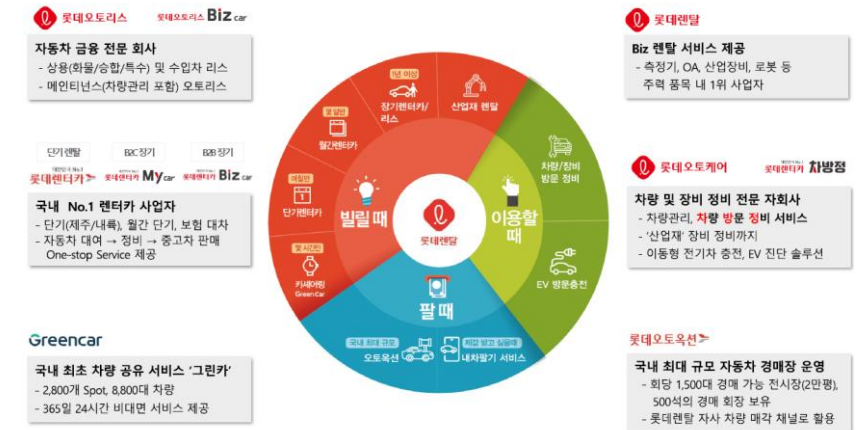 롯데오토리스 롯데오토리스 Biz car
자동차 금융 전문 회사
- 상용(화물/승합/특수) 및 수입차 리스
- 메인티넌스(차량관리 포함) 오토리스
단기렌탈 B2C장기 B2B장기
롯데렌터카 롯데렌터카 My car 롯데렌터카 Biz car
국내 No.1 렌터카 사업자
- 단기(제주/내륙), 월간 단기, 보험 대차
- 자동차 대여 → 정비 → 중고차 판매
One-stop Service 제공
Greencar
국내 최초 차량 공유 서비스 '그린카'
- 2,800개 Spot, 8,800대 차량
- 365일 24시간 비대면 서비스 제공
1년 이상
장기렌터카/
리스
산업재 렌탈
몇 달만
월간렌터카
며칠만
단기렌터카
몇 시간만
카셰어링
GreenCar
빌릴 때
롯데렌탈
이용할
때
차량/장비
방문 정비
EV 방문충전
팔 때
국내 최대 규모
오토옥션
제값 받고 싶을때
내차팔기 서비스
롯데렌탈
Biz 렌탈 서비스 제공
- 측정기, OA, 산업장비, 로봇 등
주력 품목 내 1위 사업자
롯데오토케어 롯데렌터카 차방정
차량 및 장비 정비 전문 자회사
- 차량관리, 차량 방문 정비 서비스
- '산업재' 장비 정비까지
- 이동형 전기차 충전, EV 진단 솔루션
롯데오토옥션
국내 최대 규모 자동차 경매장 운영
- 회당 1,500대 경매 가능 전시장(2만평),
500석의 경매 회장 보유
- 롯데렌탈 자사 차량 매각 채널로 활용